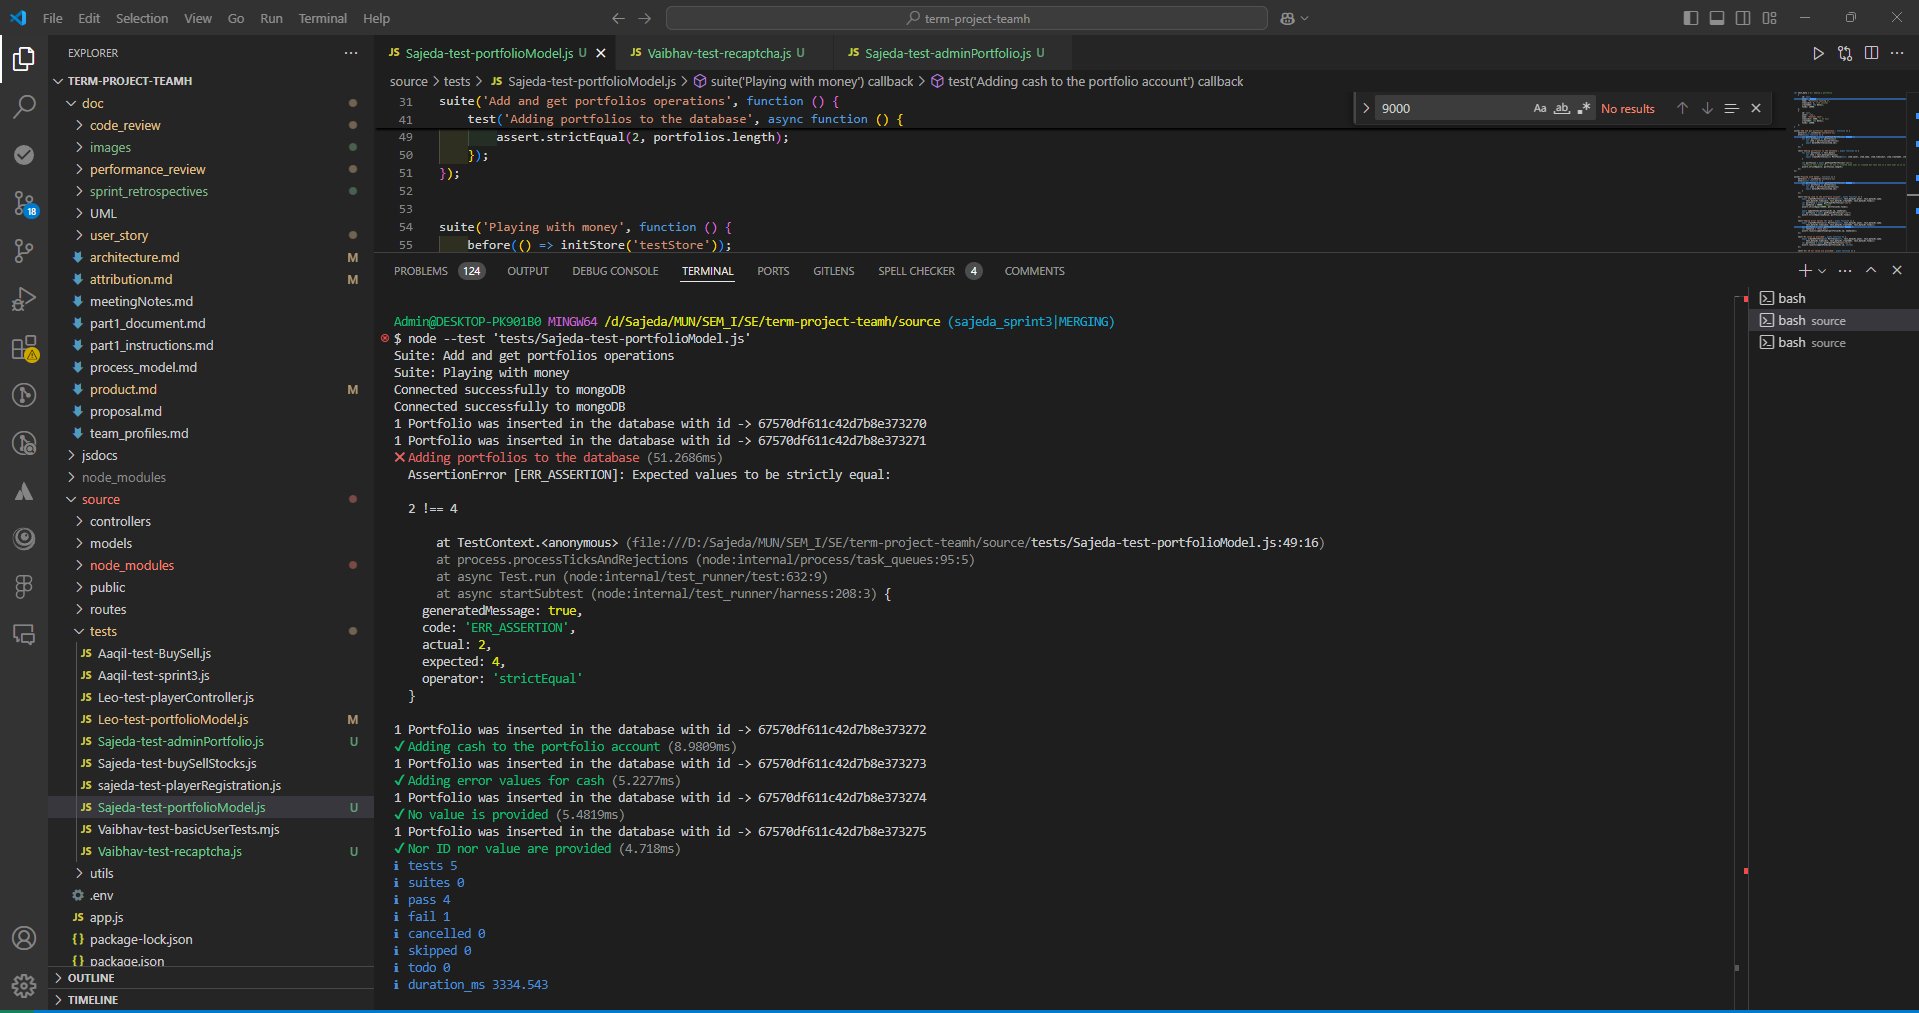 File Edit Selection View Go Run Terminal Help
term-project-teamh
EXPLORER
TERM-PROJECT-TEAMH
doc
code_review
images
performance_review
sprint_retrospectives
UML
user_story
architecture.md M
attribution.md M
meetingNotes.md
part1_document.md
part1_instructions.md
process_model.md
product.md M
proposal.md
team_profiles.md
jsdocs
node_modules
source
controllers
models
node_modules
public
routes
tests
JS Aaqil-test-BuySell.js
JS Aaqil-test-sprint3.js
JS Leo-test-playerController.js
JS Leo-test-portfolioModel.js M
JS Sajeda-test-adminPortfolio.js U
JS Sajeda-test-buySellStocks.js
JS sajeda-test-playerRegistration.js
JS Sajeda-test-portfolioModel.js U
JS Vaibhav-test-basicUserTests.mjs
JS Vaibhav-test-recaptcha.js U
utils
.env
JS app.js
{} package-lock.json
{} package.json
OUTLINE
TIMELINE
18
JS Sajeda-test-portfolioModel.js U
JS Vaibhav-test-recaptcha.js U
JS Sajeda-test-adminPortfolio.js U
source > tests > JS Sajeda-test-portfolioModel.js > suite('Playing with money') callback > test('Adding cash to the portfolio account') callback
9000 Aa ab .* No results
31 suite('Add and get portfolios operations', function () {
41 test('Adding portfolios to the database', async function () {
49 assert.strictEqual(2, portfolios.length);
50 });
51 });
52
53
54 suite('Playing with money', function () {
55 before(() => initStore('testStore'));
PROBLEMS 124 OUTPUT DEBUG CONSOLE TERMINAL PORTS GITLENS SPELL CHECKER 4 COMMENTS
bash
bash source
bash source
Admin@DESKTOP-PK901B0 MINGW64 /d/Sajeda/MUN/SEM_I/SE/term-project-teamh/source (sajeda_sprint3|MERGING)
$ node --test 'tests/Sajeda-test-portfolioModel.js'
Suite: Add and get portfolios operations
Suite: Playing with money
Connected successfully to mongoDB
Connected successfully to mongoDB
1 Portfolio was inserted in the database with id -> 67570df611c42d7b8e373270
1 Portfolio was inserted in the database with id -> 67570df611c42d7b8e373271
✖ Adding portfolios to the database (51.2686ms)
AssertionError [ERR_ASSERTION]: Expected values to be strictly equal:
2 !== 4
at TestContext.<anonymous> (file:///D:/Sajeda/MUN/SEM_I/SE/term-project-teamh/source/tests/Sajeda-test-portfolioModel.js:49:16)
at process.processTicksAndRejections (node:internal/process/task_queues:95:5)
at async Test.run (node:internal/test_runner/test:632:9)
at async startSubtest (node:internal/test_runner/harness:208:3) {
generatedMessage: true,
code: 'ERR_ASSERTION',
actual: 2,
expected: 4,
operator: 'strictEqual'
}
1 Portfolio was inserted in the database with id -> 67570df611c42d7b8e373272
✔ Adding cash to the portfolio account (8.9809ms)
1 Portfolio was inserted in the database with id -> 67570df611c42d7b8e373273
✔ Adding error values for cash (5.2277ms)
1 Portfolio was inserted in the database with id -> 67570df611c42d7b8e373274
✔ No value is provided (5.4819ms)
1 Portfolio was inserted in the database with id -> 67570df611c42d7b8e373275
✔ Nor ID nor value are provided (4.718ms)
ℹ tests 5
ℹ suites 0
ℹ pass 4
ℹ fail 1
ℹ cancelled 0
ℹ skipped 0
ℹ todo 0
ℹ duration_ms 3334.543